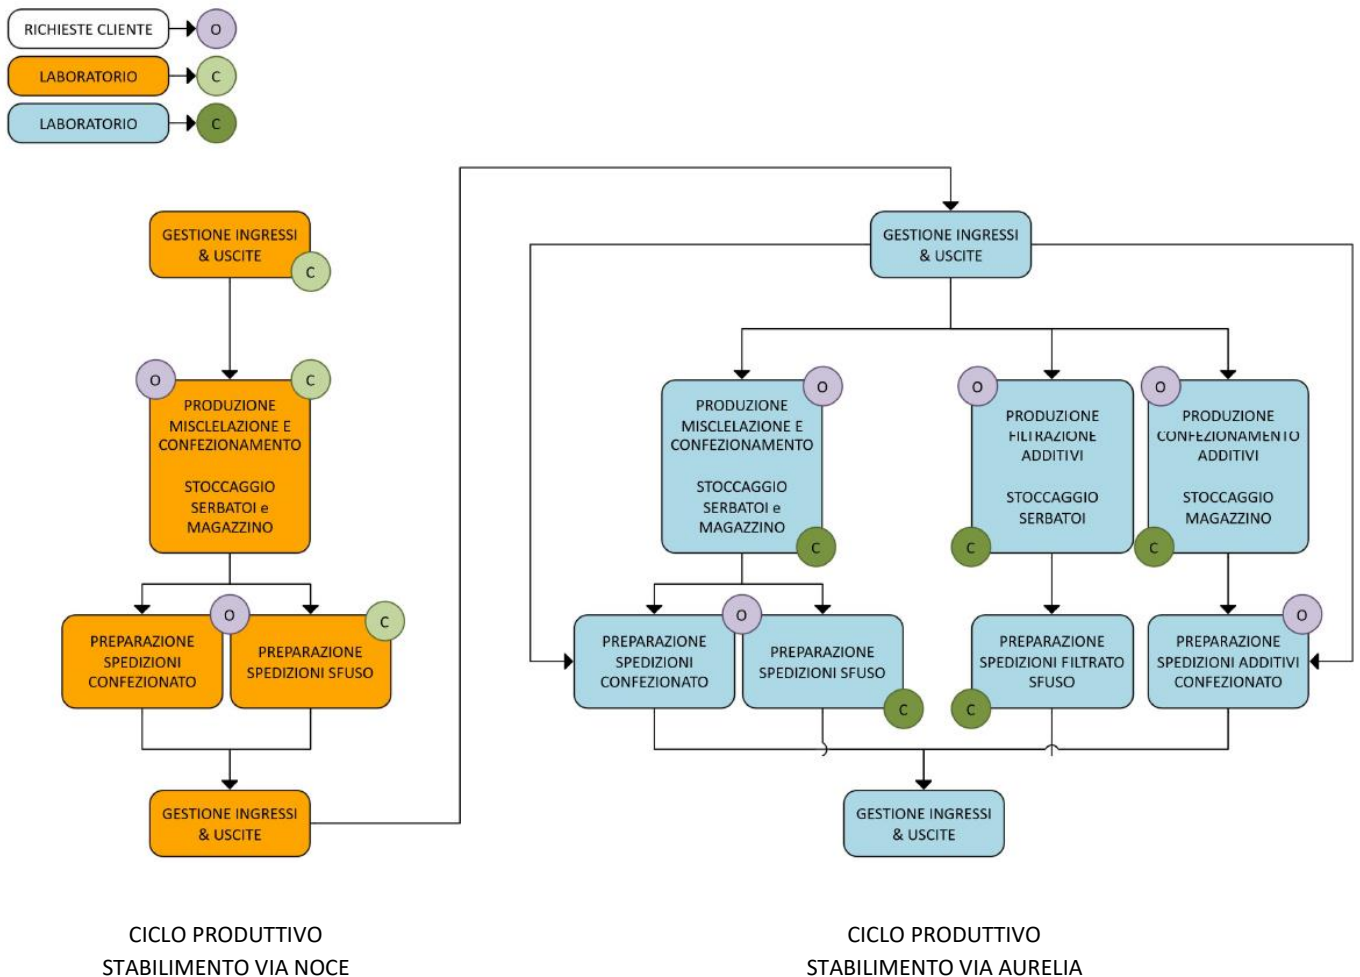 RICHIESTE CLIENTE
O
LABORATORIO
C
LABORATORIO
C
GESTIONE INGRESSI
& USCITE
C
O
C
PRODUZIONE
MISCLELAZIONE E
CONFEZIONAMENTO
STOCCAGGIO
SERBATOI e
MAGAZZINO
PREPARAZIONE
SPEDIZIONI
CONFEZIONATO
O
PREPARAZIONE
SPEDIZIONI SFUSO
C
GESTIONE INGRESSI
& USCITE
GESTIONE INGRESSI
& USCITE
O
PRODUZIONE
MISCLELAZIONE E
CONFEZIONAMENTO
STOCCAGGIO
SERBATOI e
MAGAZZINO
C
O
PRODUZIONE
FILTRAZIONE
ADDITIVI
STOCCAGGIO
SERBATOI
C
O
PRODUZIONE
CONFEZIONAMENTO
ADDITIVI
STOCCAGGIO
MAGAZZINO
C
PREPARAZIONE
SPEDIZIONI
CONFEZIONATO
O
PREPARAZIONE
SPEDIZIONI SFUSO
C
PREPARAZIONE
SPEDIZIONI FILTRATO
SFUSO
C
O
PREPARAZIONE
SPEDIZIONI ADDITIVI
CONFEZIONATO
GESTIONE INGRESSI
& USCITE
CICLO PRODUTTIVO
STABILIMENTO VIA NOCE
CICLO PRODUTTIVO
STABILIMENTO VIA AURELIA